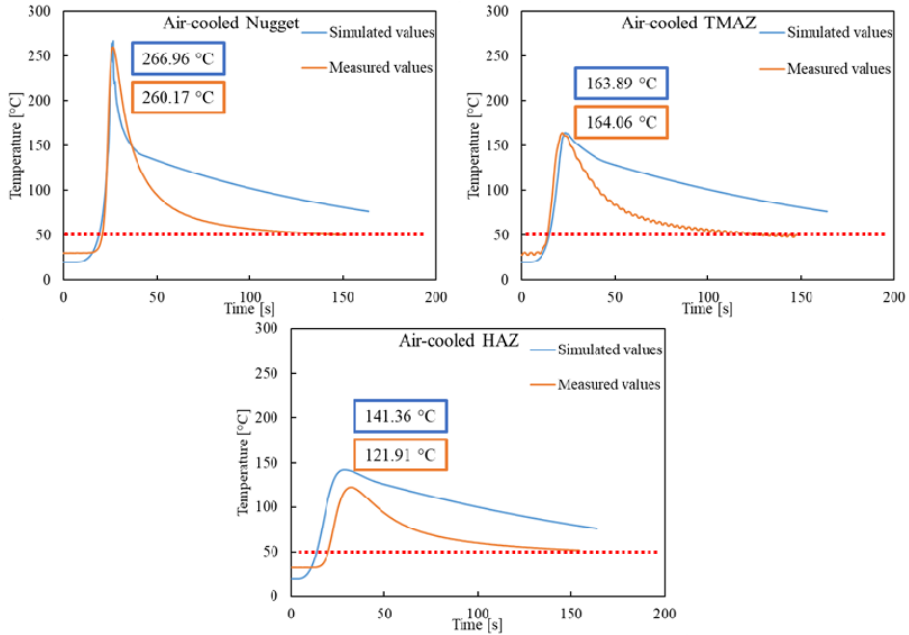 Air-cooled Nugget
Simulated values
Measured values
266.96 °C
260.17 °C
Temperature [°C]
300
250
200
150
100
50
0
0 50 100 150 200
Time [s]
Air-cooled TMAZ
Simulated values
Measured values
163.89 °C
164.06 °C
Temperature [°C]
300
250
200
150
100
50
0
0 50 100 150 200
Time [s]
Air-cooled HAZ
Simulated values
Measured values
141.36 °C
121.91 °C
Temperature [°C]
300
250
200
150
100
50
0
0 50 100 150 200
Time [s]